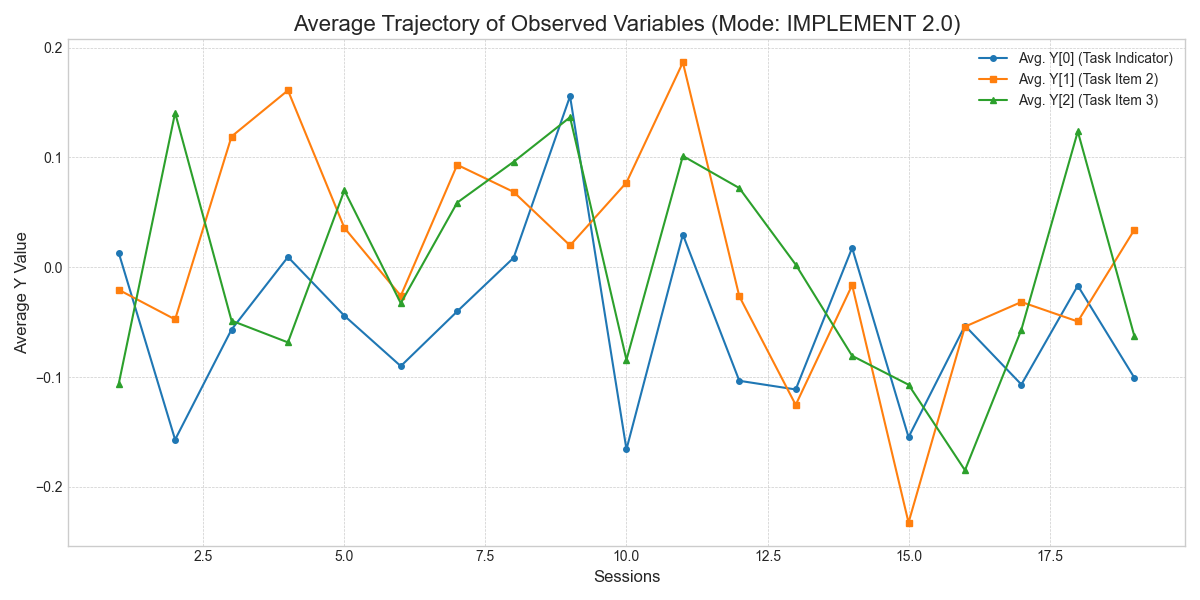 Average Trajectory of Observed Variables (Mode: IMPLEMENT 2.0)
Avg. Y[0] (Task Indicator)
Avg. Y[1] (Task Item 2)
Avg. Y[2] (Task Item 3)
Average Y Value
0.2
0.1
0.0
−0.1
−0.2
2.5
5.0
7.5
10.0
12.5
15.0
17.5
Sessions